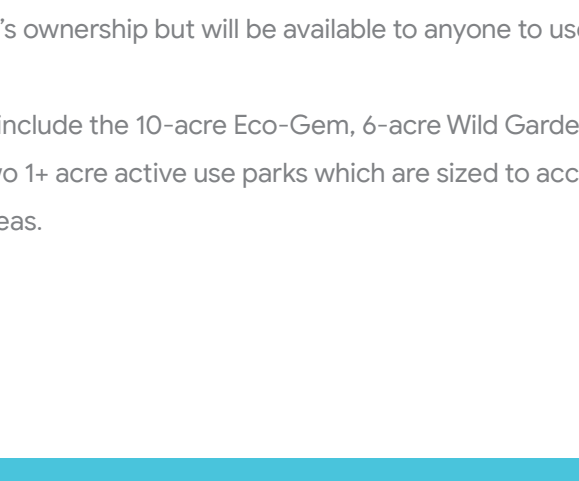 's ownership but will be available to anyone to use
include the 10-acre Eco-Gem, 6-acre Wild Garde
o 1+ acre active use parks which are sized to acc
eas.